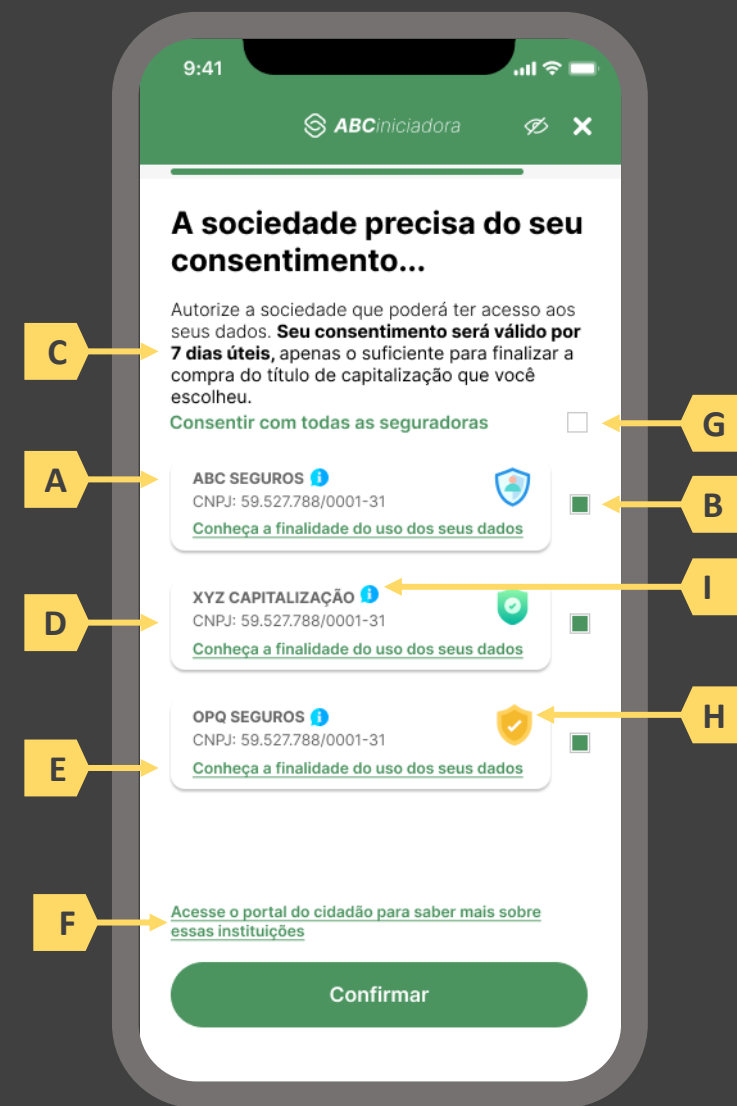 9:41
ABCiniciadora
A sociedade precisa do seu
consentimento...
Autorize a sociedade que poderá ter acesso aos
seus dados. Seu consentimento será válido por
7 dias úteis, apenas o suficiente para finalizar a
compra do título de capitalização que você
escolheu.
C
Consentir com todas as seguradoras
G
A
ABC SEGUROS
CNPJ: 59.527.788/0001-31
Conheça a finalidade do uso dos seus dados
B
XYZ CAPITALIZAÇÃO
I
CNPJ: 59.527.788/0001-31
D
Conheça a finalidade do uso dos seus dados
OPQ SEGUROS
H
CNPJ: 59.527.788/0001-31
E
Conheça a finalidade do uso dos seus dados
F
Acesse o portal do cidadão para saber mais sobre
essas instituições
Confirmar